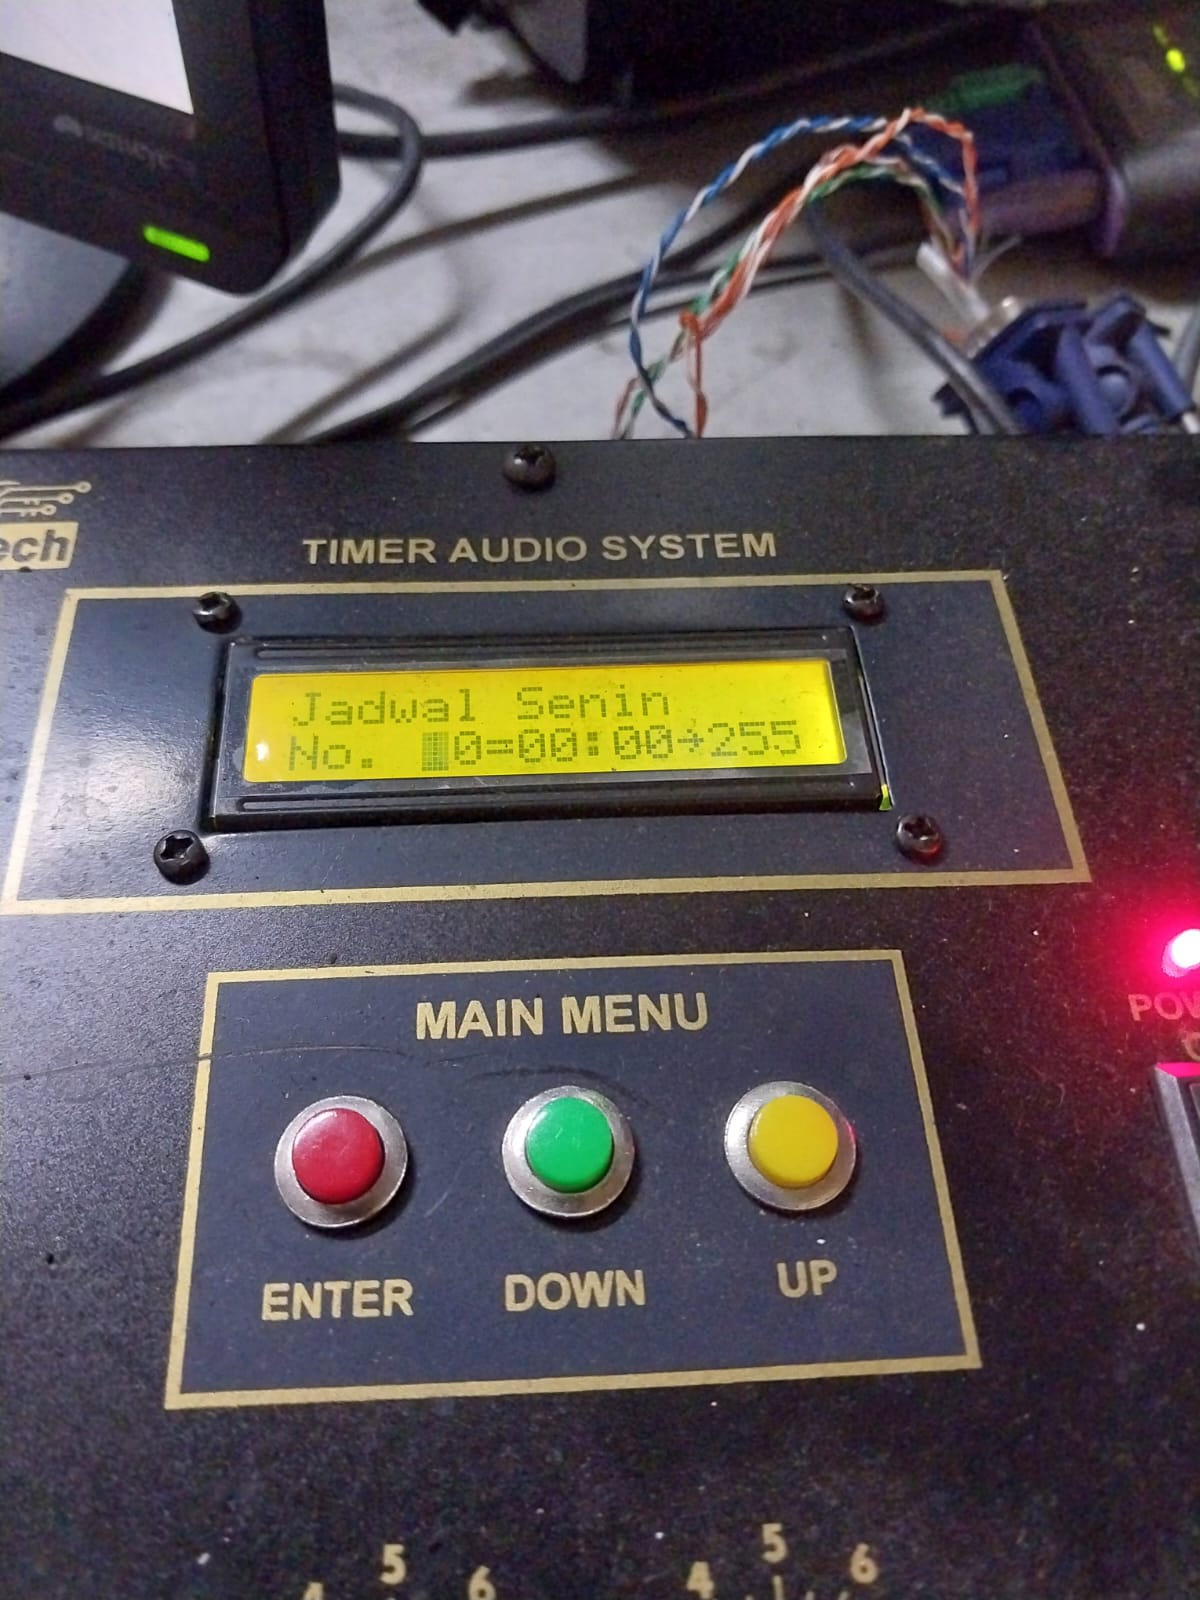 ech
TIMER AUDIO SYSTEM
Jadwal Senin
No. 0=00:00→255
MAIN MENU
ENTER
DOWN
UP
5
6
4
5
6